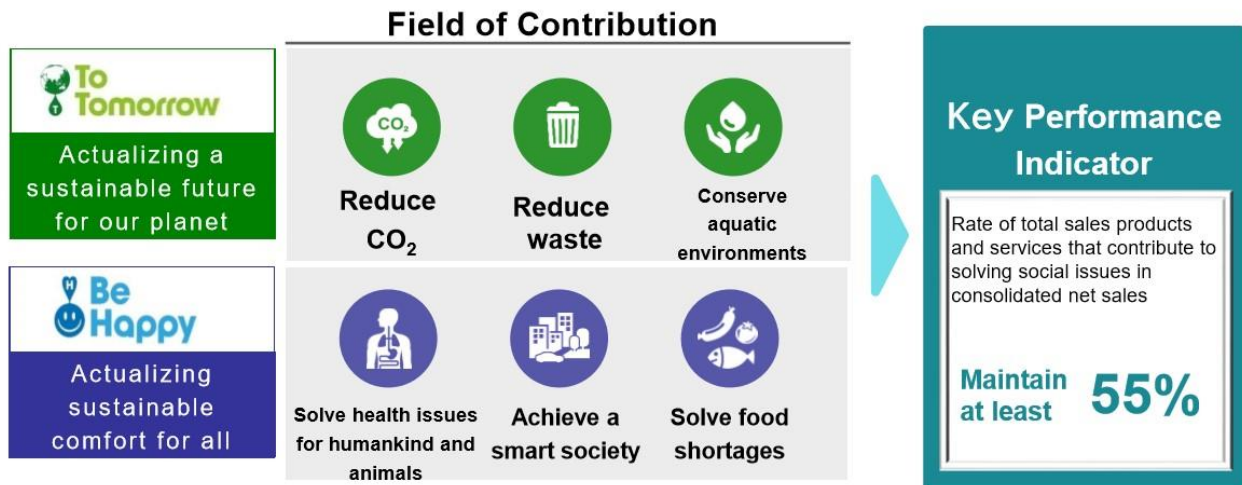 Field of Contribution
To
Tomorrow
Actualizing a
sustainable future
for our planet
CO₂
Reduce
CO₂
Reduce
waste
Conserve
aquatic
environments
H
Be
Happy
Actualizing
sustainable
comfort for all
Solve health issues
for humankind and
animals
Achieve a
smart society
Solve food
shortages
Key Performance
Indicator
Rate of total sales products
and services that contribute to
solving social issues in
consolidated net sales
Maintain
at least
55%